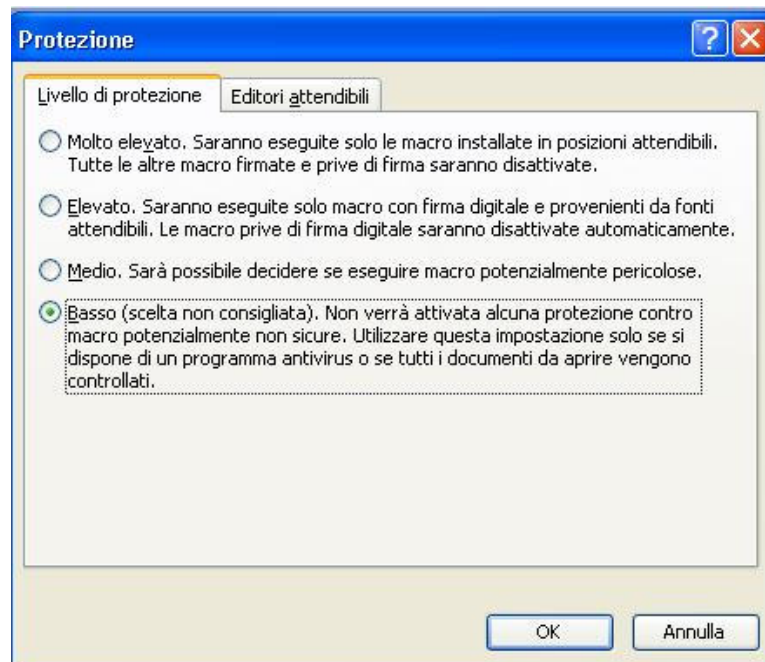 Protezione
Livello di protezione
Editori attendibili
Molto elevato. Saranno eseguite solo le macro installate in posizioni attendibili.
Tutte le altre macro firmate e prive di firma saranno disattivate.
Elevato. Saranno eseguite solo macro con firma digitale e provenienti da fonti
attendibili. Le macro prive di firma digitale saranno disattivate automaticamente.
Medio. Sarà possibile decidere se eseguire macro potenzialmente pericolose.
Basso (scelta non consigliata). Non verrà attivata alcuna protezione contro
macro potenzialmente non sicure. Utilizzare questa impostazione solo se si
dispone di un programma antivirus o se tutti i documenti da aprire vengono
controllati.
OK
Annulla